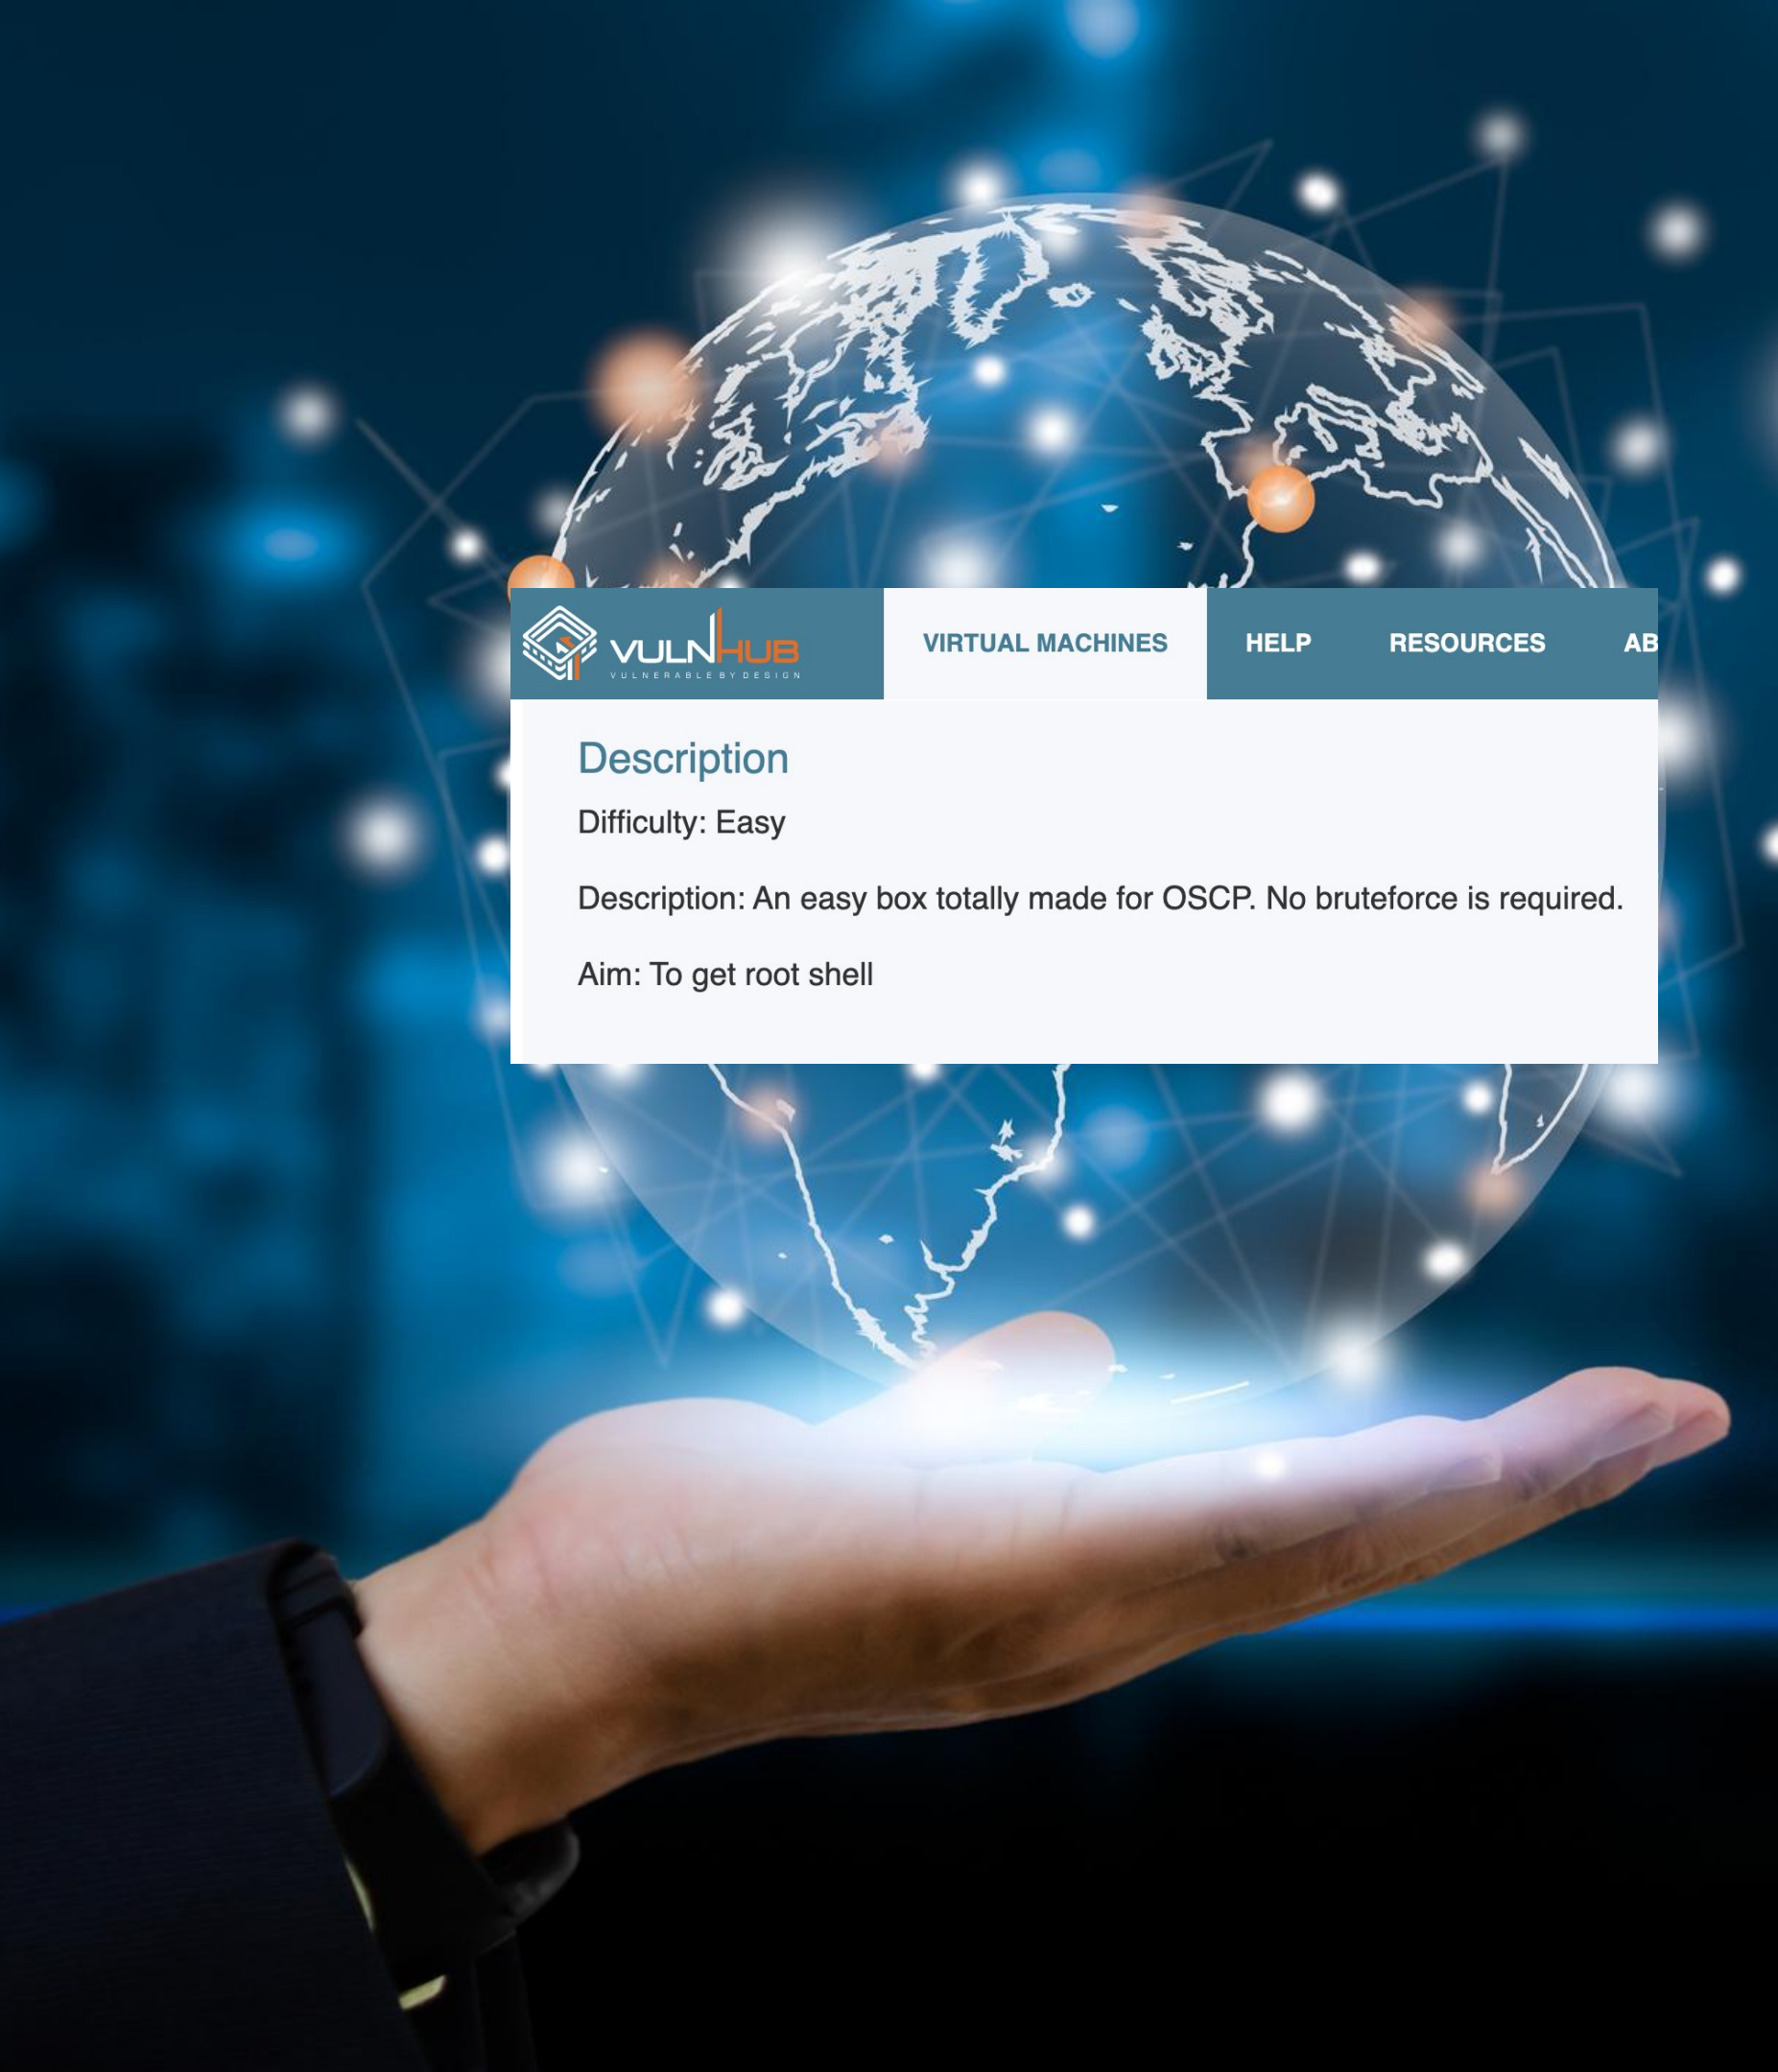 VULNHUB
VULNERABLE BY DESIGN
VIRTUAL MACHINES
HELP
RESOURCES
AB
Description
Difficulty: Easy
Description: An easy box totally made for OSCP. No bruteforce is required.
Aim: To get root shell